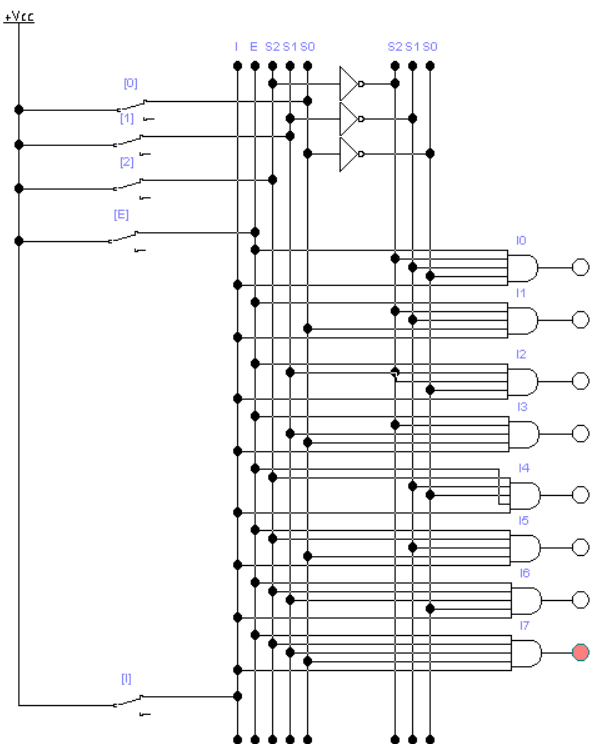 +Vcc
I E S2 S1 S0 S2 S1 S0
[0]
[1]
[2]
[E]
I0
I1
I2
I3
I4
I5
I6
I7
[I]